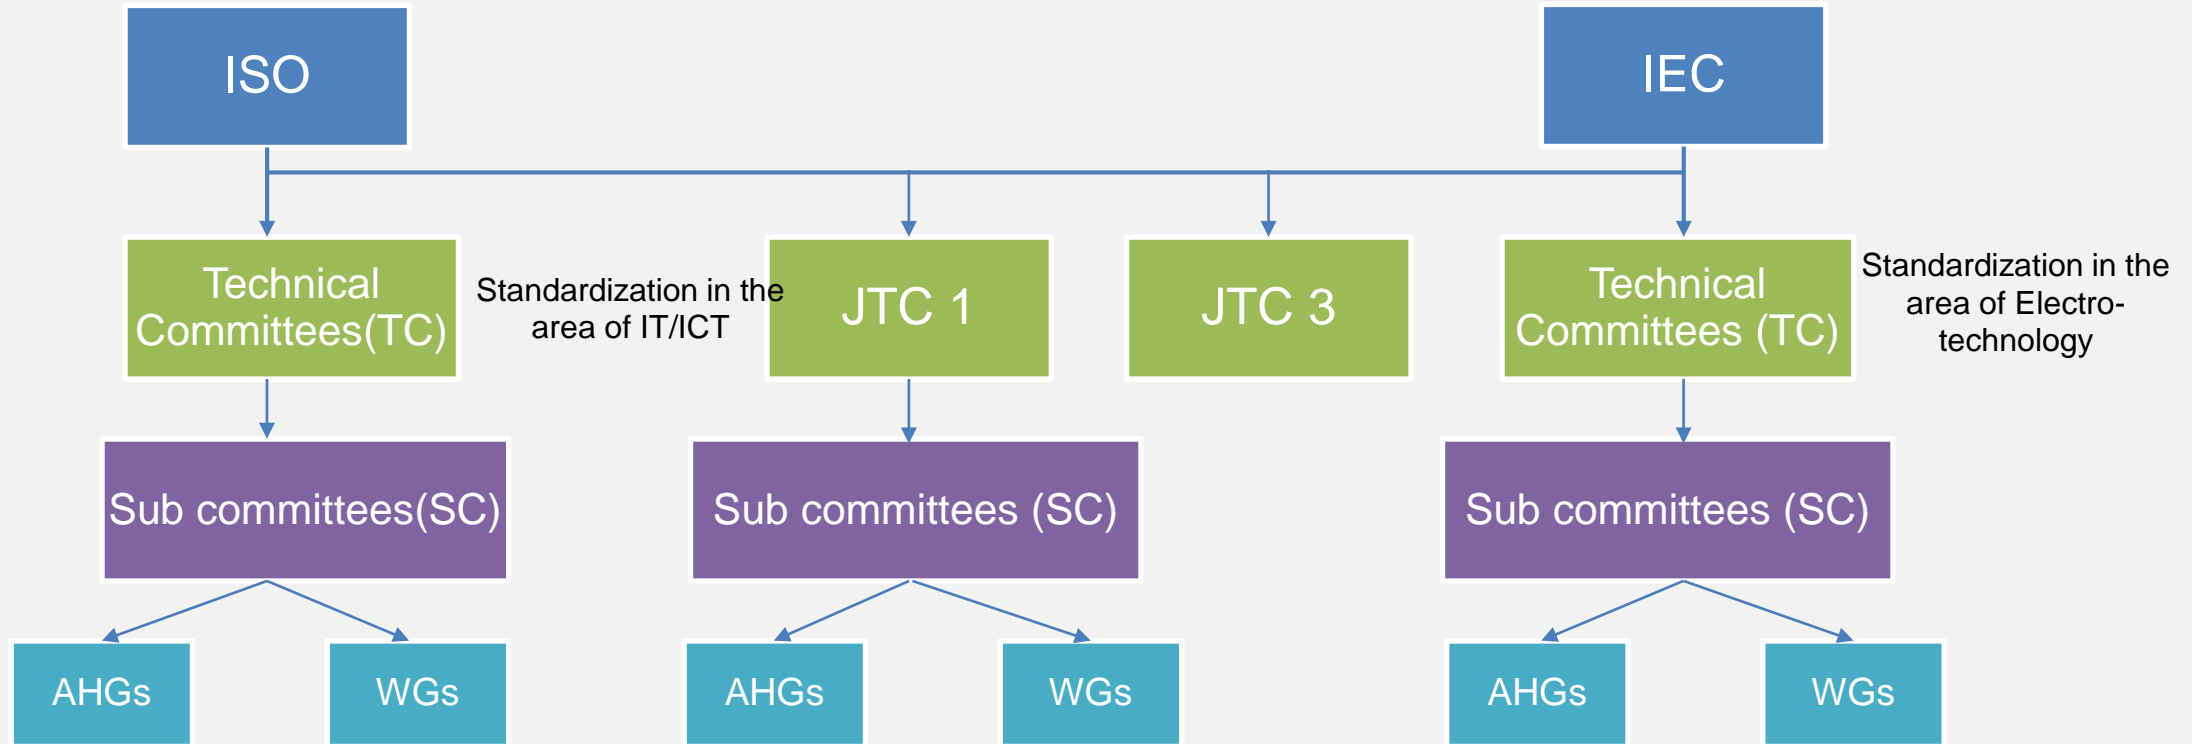 ISO
IEC
Technical
Committees(TC)
Standardization in the
area of IT/ICT
JTC 1
JTC 3
Technical
Committees (TC)
Standardization in the
area of Electro-
technology
Sub committees(SC)
Sub committees (SC)
Sub committees (SC)
AHGs
WGs
AHGs
WGs
AHGs
WGs